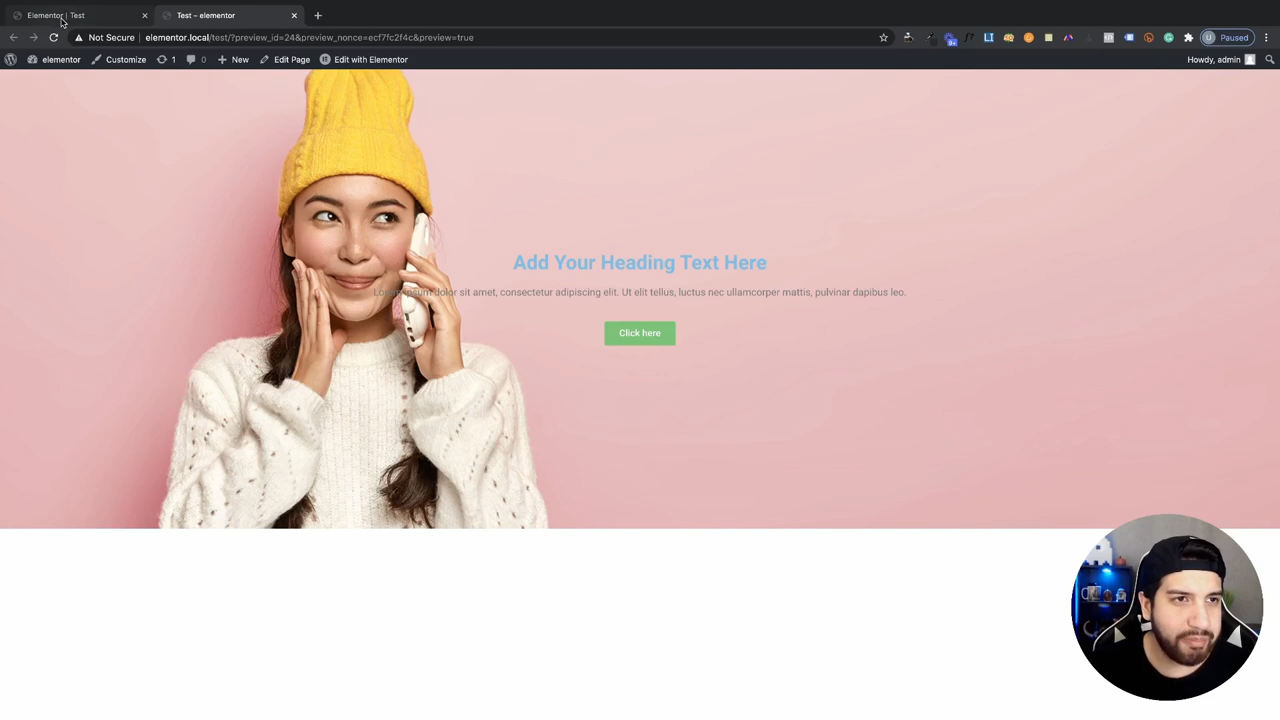 Elementor | Test
Test – elementor
Not Secure elementor.local/test/?preview_id=24&preview_nonce=ecf7fc2f4c&preview=true
Paused
elementor Customize 1 0 New Edit Page Edit with Elementor Howdy, admin
Add Your Heading Text Here
Lorem ipsum dolor sit amet, consectetur adipiscing elit. Ut elit tellus, luctus nec ullamcorper mattis, pulvinar dapibus leo.
Click here